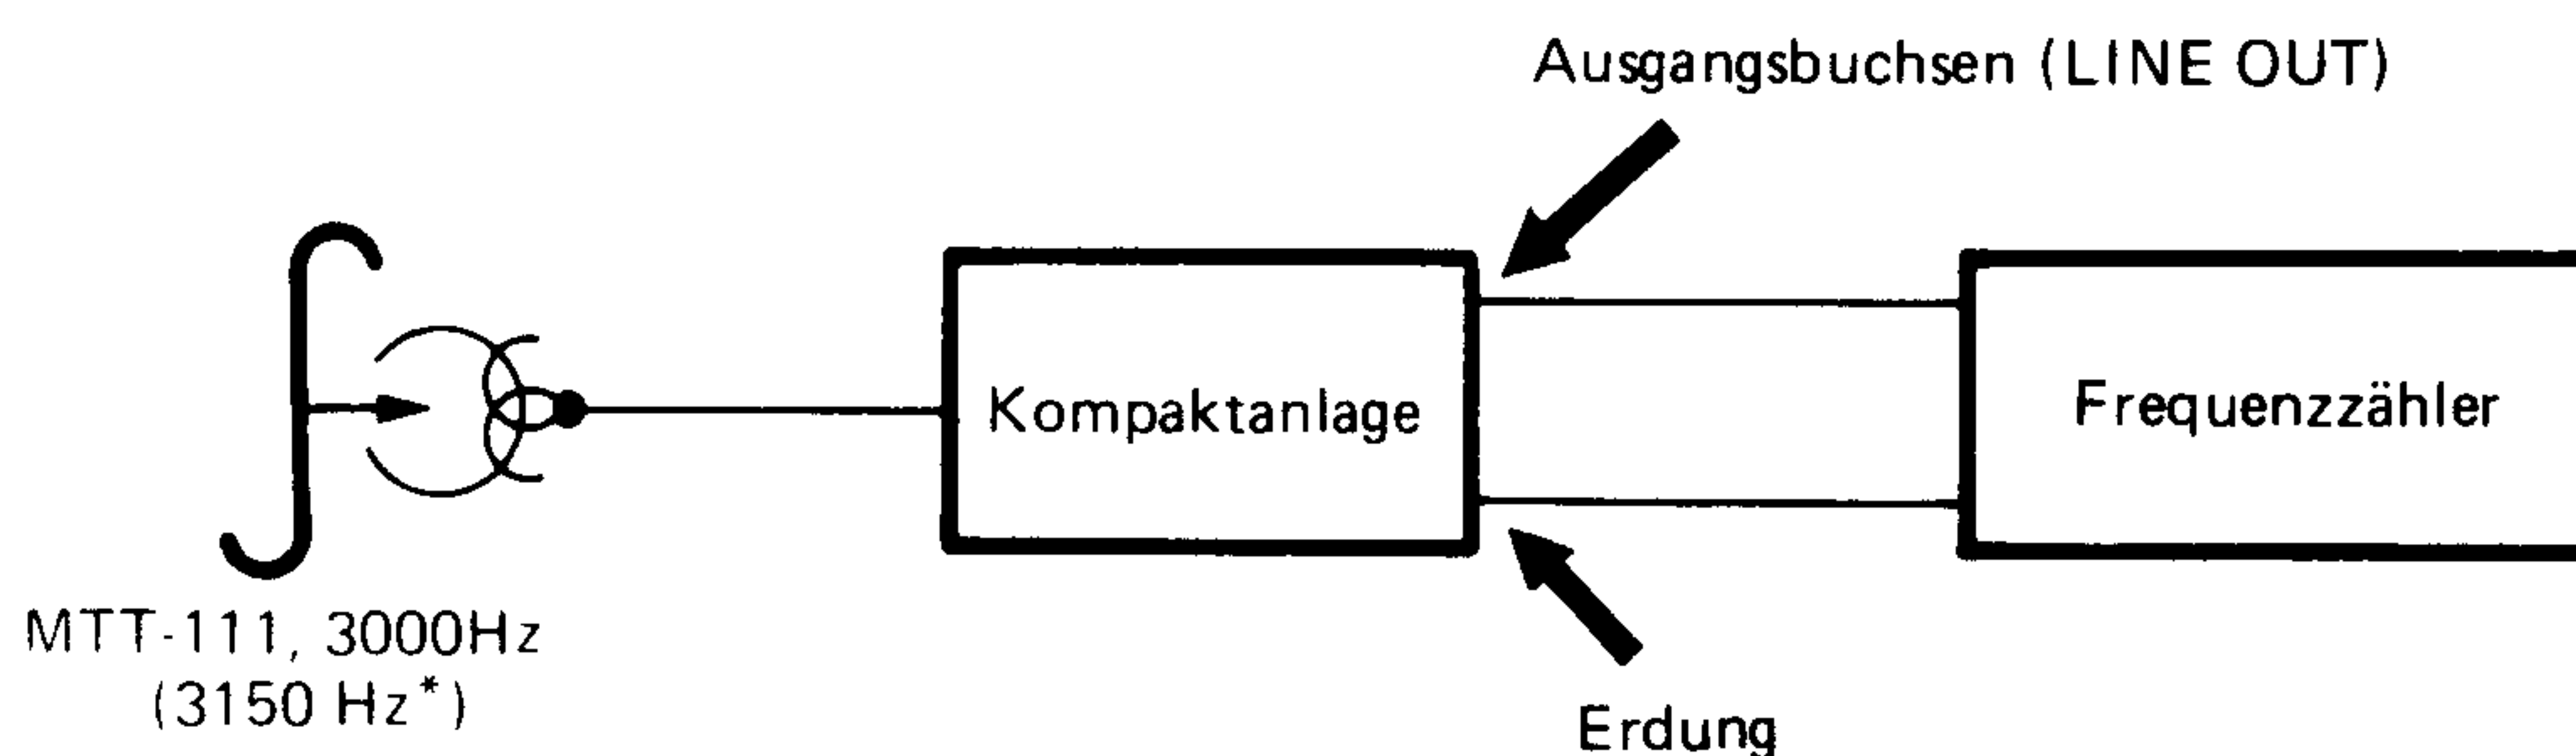 Ausgangsbuchsen (LINE OUT)
Kompaktanlage
Frequenzzähler
MTT-111, 3000Hz
(3150 Hz*)
Erdung